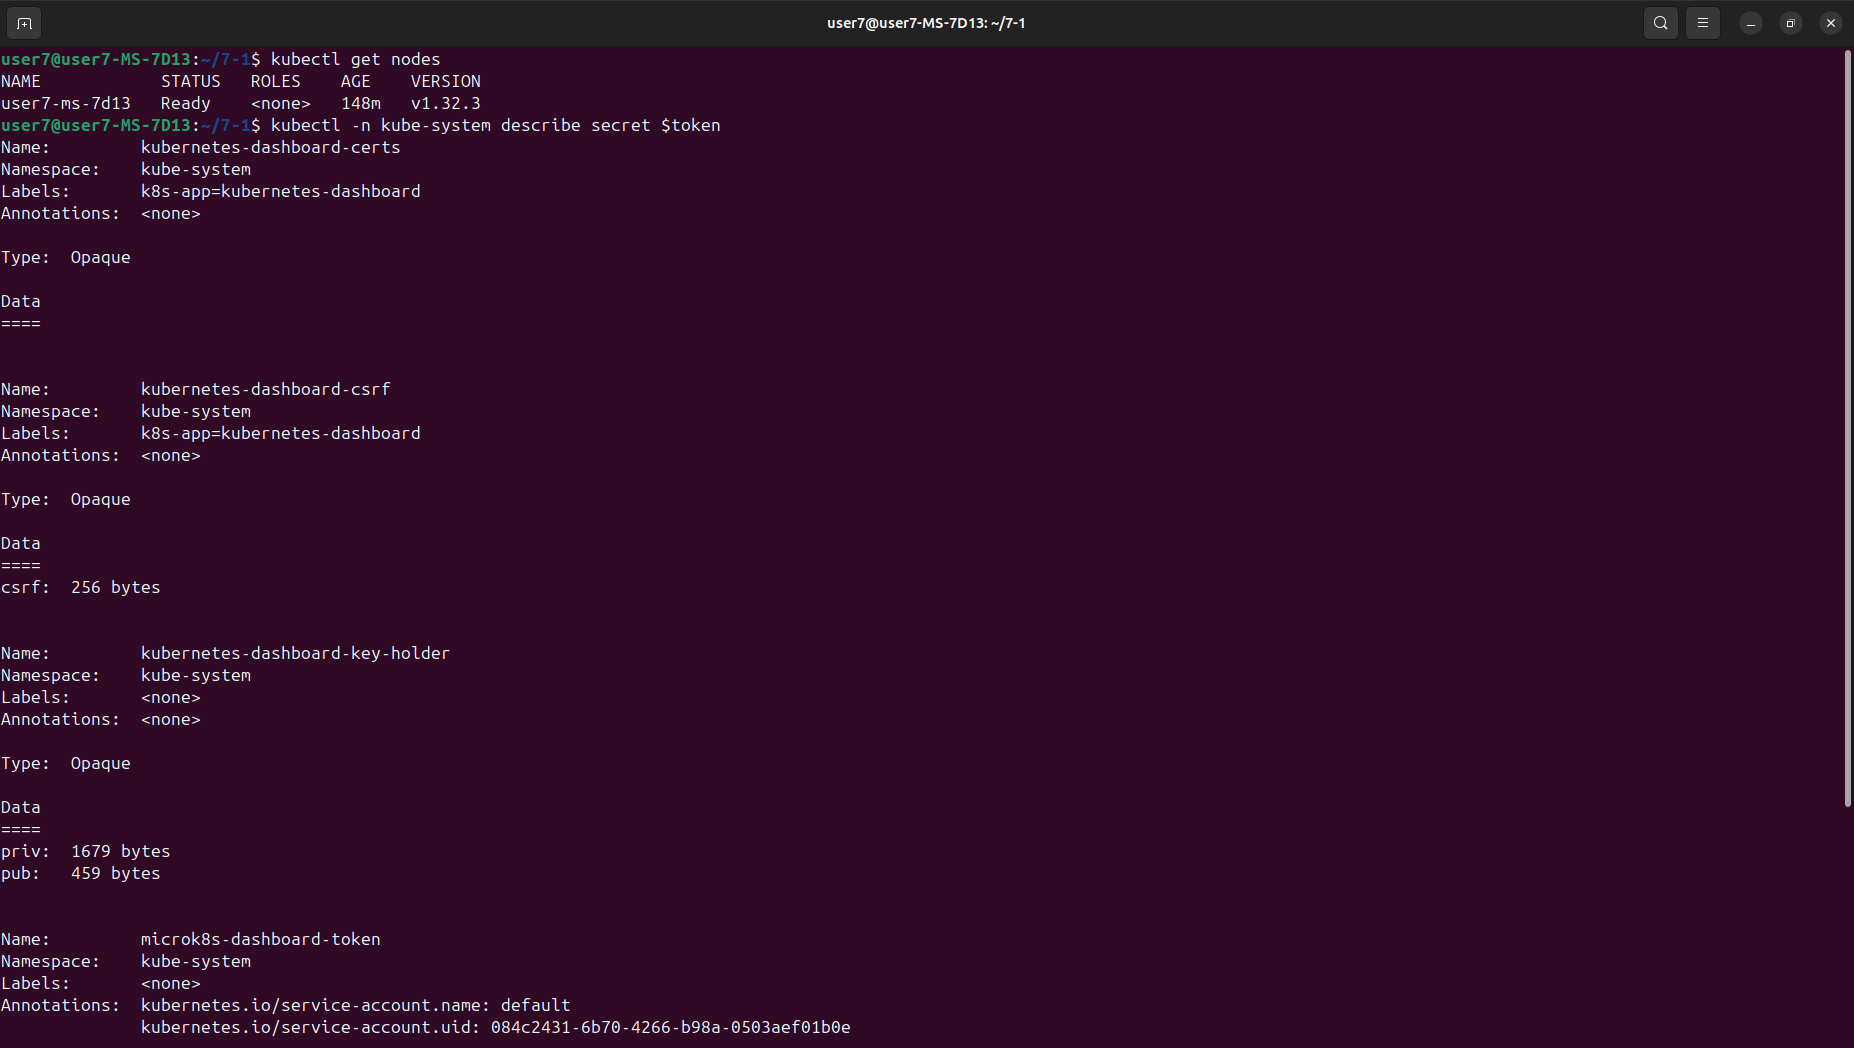 user7@user7-MS-7D13: ~/7-1
user7@user7-MS-7D13:~/7-1$ kubectl get nodes
NAME            STATUS   ROLES    AGE    VERSION
user7-ms-7d13   Ready    <none>   148m   v1.32.3
user7@user7-MS-7D13:~/7-1$ kubectl -n kube-system describe secret $token
Name:         kubernetes-dashboard-certs
Namespace:    kube-system
Labels:       k8s-app=kubernetes-dashboard
Annotations:  <none>
Type:  Opaque
Data
====
Name:         kubernetes-dashboard-csrf
Namespace:    kube-system
Labels:       k8s-app=kubernetes-dashboard
Annotations:  <none>
Type:  Opaque
Data
====
csrf:  256 bytes
Name:         kubernetes-dashboard-key-holder
Namespace:    kube-system
Labels:       <none>
Annotations:  <none>
Type:  Opaque
Data
====
priv:  1679 bytes
pub:   459 bytes
Name:         microk8s-dashboard-token
Namespace:    kube-system
Labels:       <none>
Annotations:  kubernetes.io/service-account.name: default
              kubernetes.io/service-account.uid: 084c2431-6b70-4266-b98a-0503aef01b0e